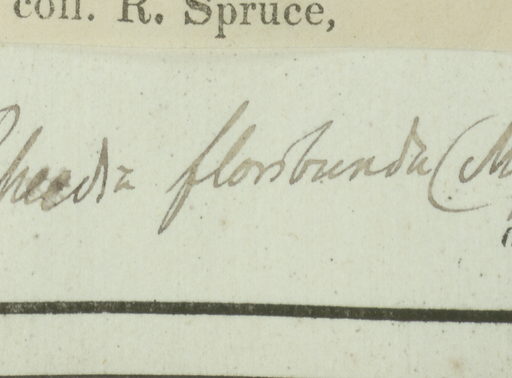 coll. R. Spruce,
Rheedia floribunda (M